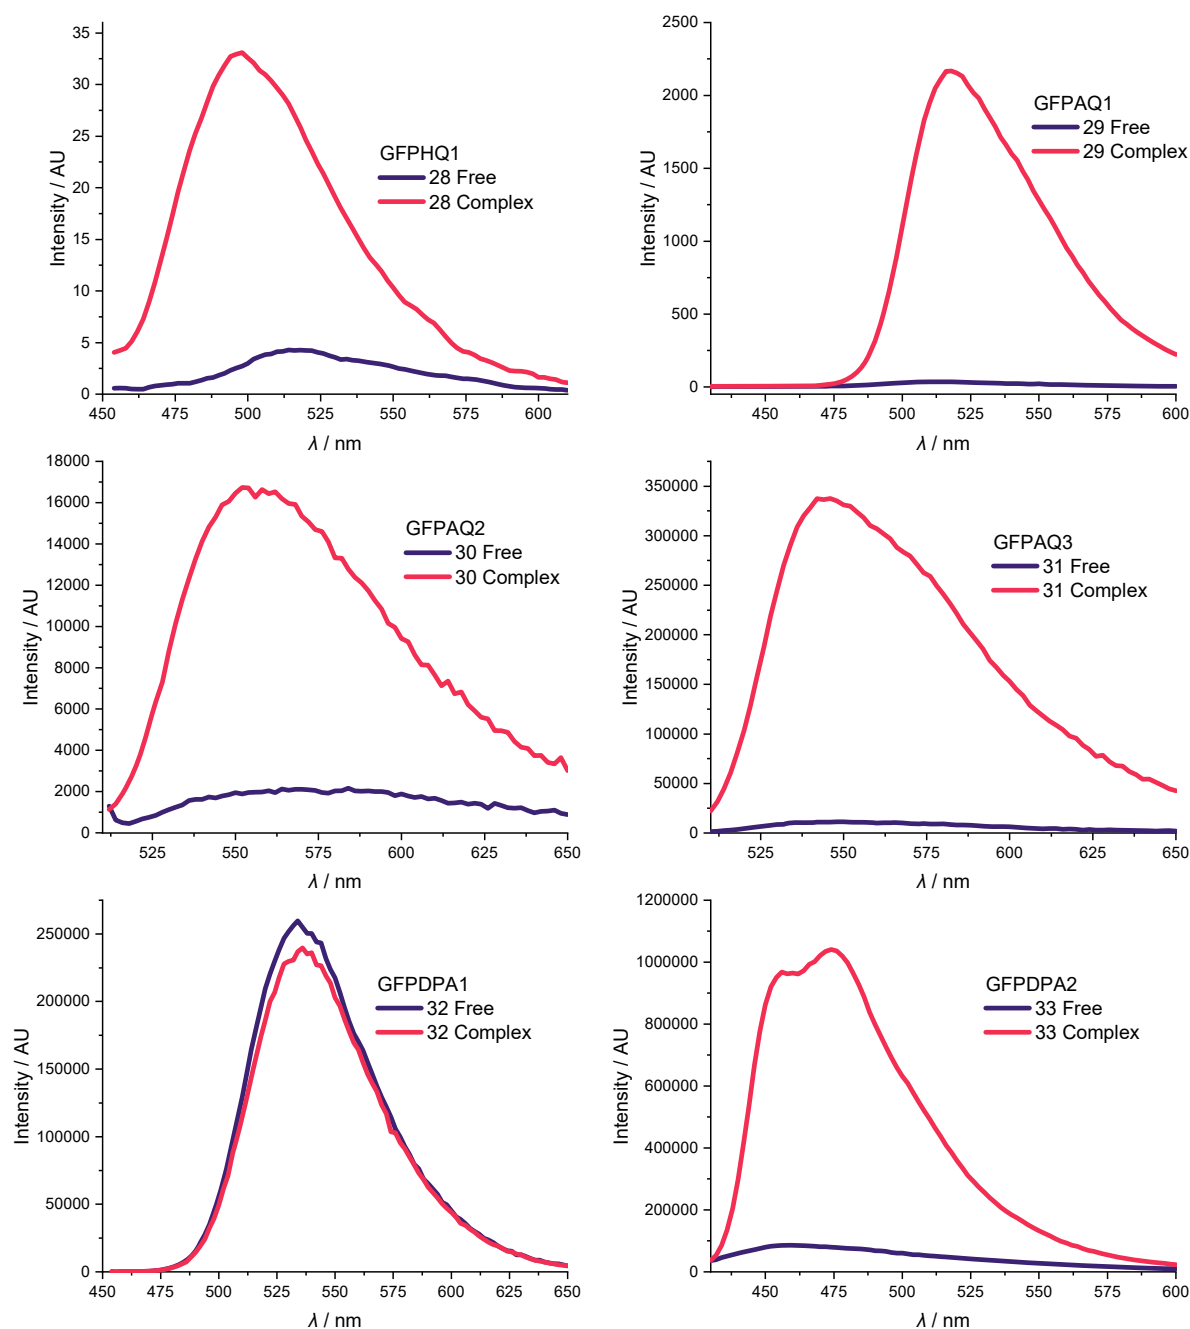 35
30
25
20
15
10
5
0
Intensity / AU
GFPHQ1
28 Free
28 Complex
450 475 500 525 550 575 600
λ / nm
2500
2000
1500
1000
500
0
Intensity / AU
GFPAQ1
29 Free
29 Complex
450 475 500 525 550 575 600
λ / nm
18000
16000
14000
12000
10000
8000
6000
4000
2000
0
Intensity / AU
GFPAQ2
30 Free
30 Complex
525 550 575 600 625 650
λ / nm
350000
300000
250000
200000
150000
100000
50000
0
Intensity / AU
GFPAQ3
31 Free
31 Complex
525 550 575 600 625 650
λ / nm
250000
200000
150000
100000
50000
0
Intensity / AU
GFPDPA1
32 Free
32 Complex
450 475 500 525 550 575 600 625 650
λ / nm
1200000
1000000
800000
600000
400000
200000
0
Intensity / AU
GFPDPA2
33 Free
33 Complex
450 475 500 525 550 575 600
λ / nm